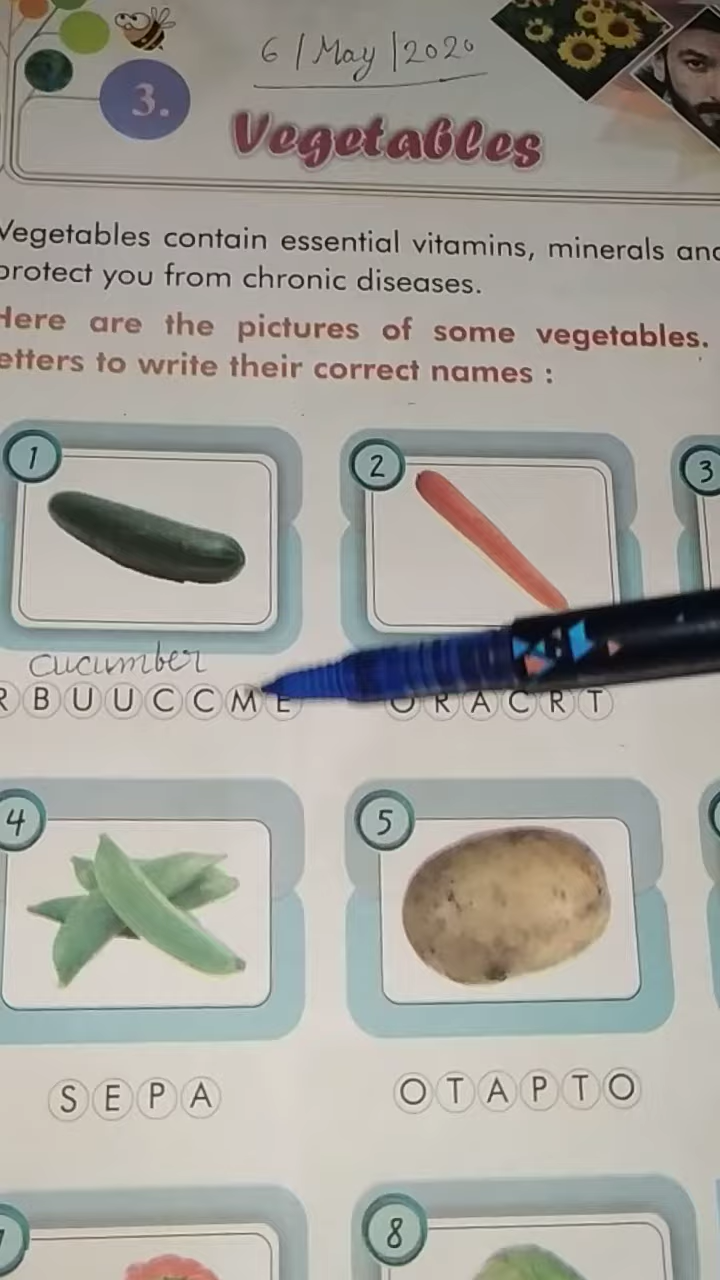 6/May/2020
3.
Vegetables
Vegetables contain essential vitamins, minerals and
protect you from chronic diseases.
Here are the pictures of some vegetables.
etters to write their correct names :
1
2
3
cucumber
R B U U C C M E
O R A C R T
4
5
S E P A
O T A P T O
8